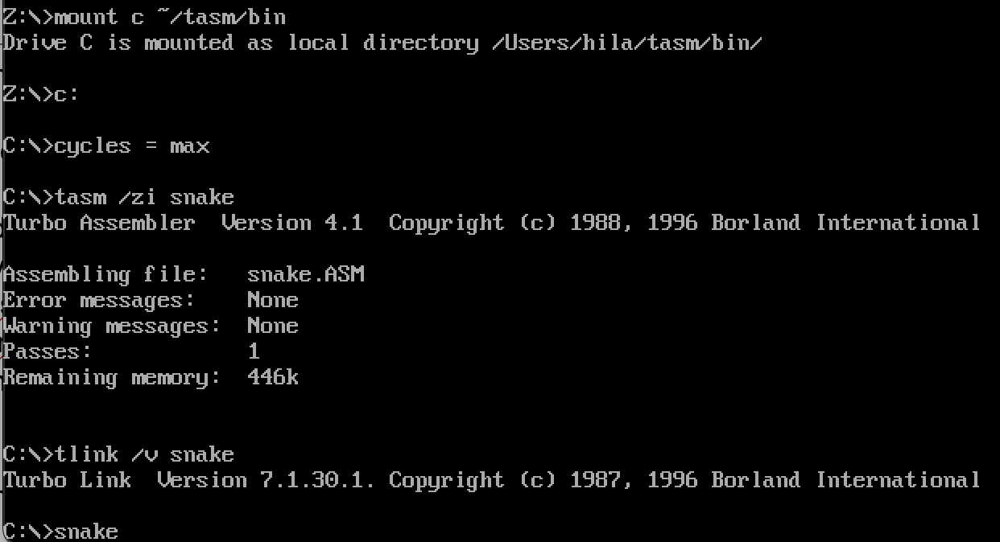 Z:\>mount c ~/tasm/bin
Drive C is mounted as local directory /Users/hila/tasm/bin/
Z:\>c:
C:\>cycles = max
C:\>tasm /zi snake
Turbo Assembler  Version 4.1  Copyright (c) 1988, 1996 Borland International
Assembling file:   snake.ASM
Error messages:    None
Warning messages:  None
Passes:            1
Remaining memory:  446k
C:\>tlink /v snake
Turbo Link  Version 7.1.30.1. Copyright (c) 1987, 1996 Borland International
C:\>snake